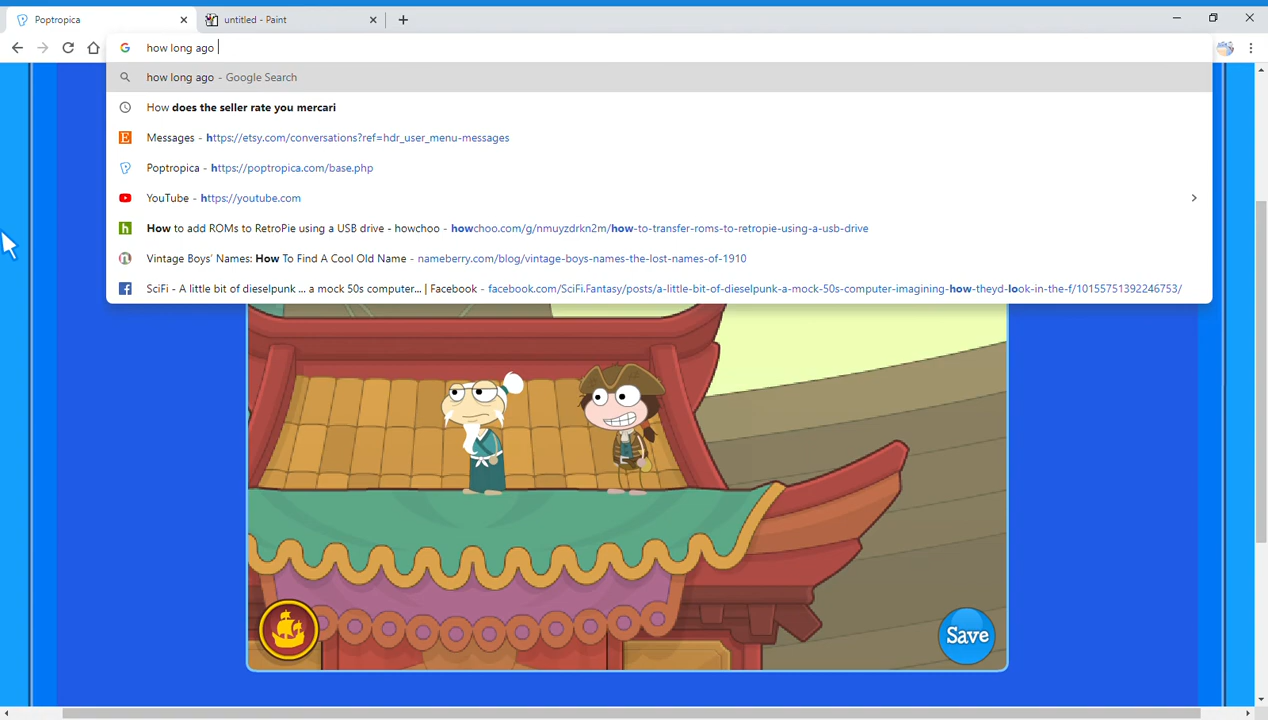 Poptropica
untitled - Paint
how long ago
how long ago - Google Search
How does the seller rate you mercari
Messages - https://etsy.com/conversations?ref=hdr_user_menu-messages
Poptropica - https://poptropica.com/base.php
YouTube - https://youtube.com
How to add ROMs to RetroPie using a USB drive - howchoo - howchoo.com/g/nmuyzdrkn2m/how-to-transfer-roms-to-retropie-using-a-usb-drive
Vintage Boys' Names: How To Find A Cool Old Name - nameberry.com/blog/vintage-boys-names-the-lost-names-of-1910
SciFi - A little bit of dieselpunk ... a mock 50s computer... | Facebook - facebook.com/SciFi.Fantasy/posts/a-little-bit-of-dieselpunk-a-mock-50s-computer-imagining-how-theyd-look-in-the-f/10155751392246753/
Save